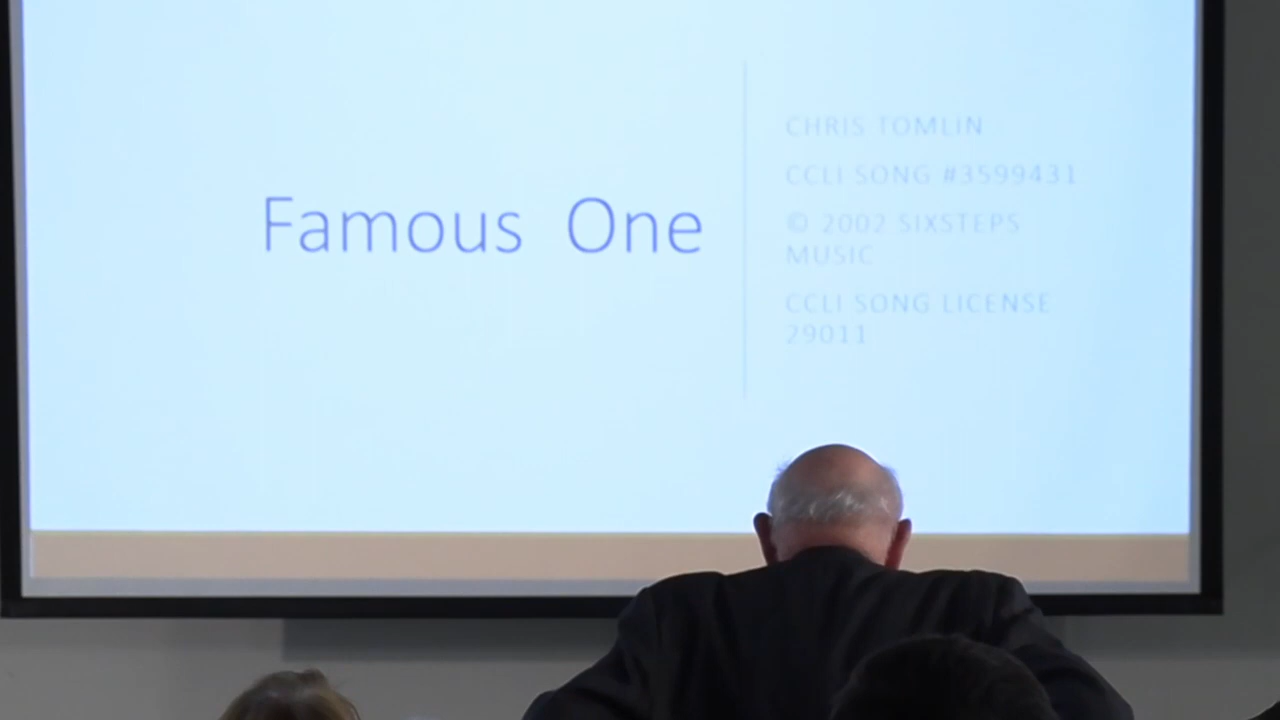 Famous One
CHRIS TOMLIN
CCLI SONG #3599431
© 2002 SIXSTEPS
MUSIC
CCLI SONG LICENSE
29011